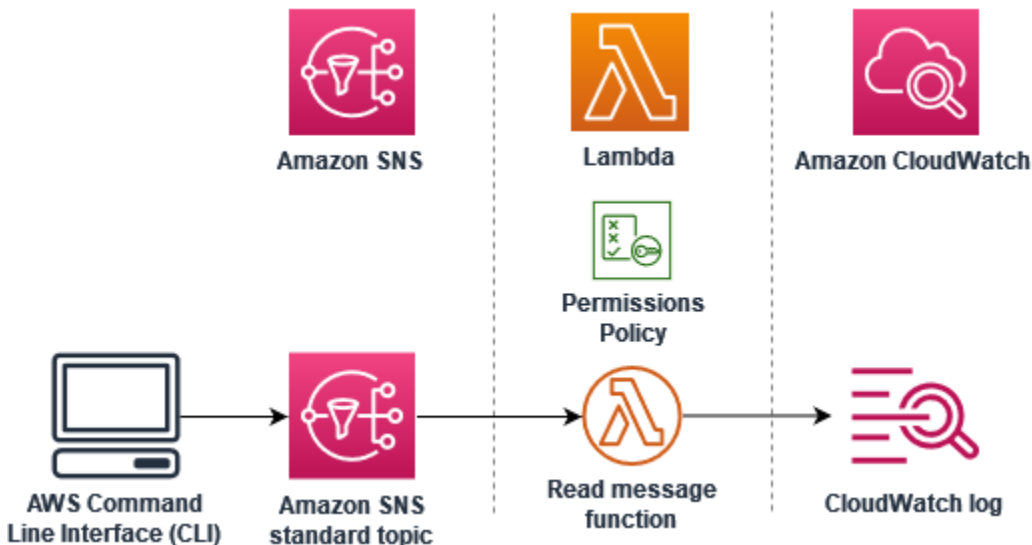 Amazon SNS
Lambda
Amazon CloudWatch
Permissions
Policy
AWS Command
Line Interface (CLI)
Amazon SNS
standard topic
Read message
function
CloudWatch log